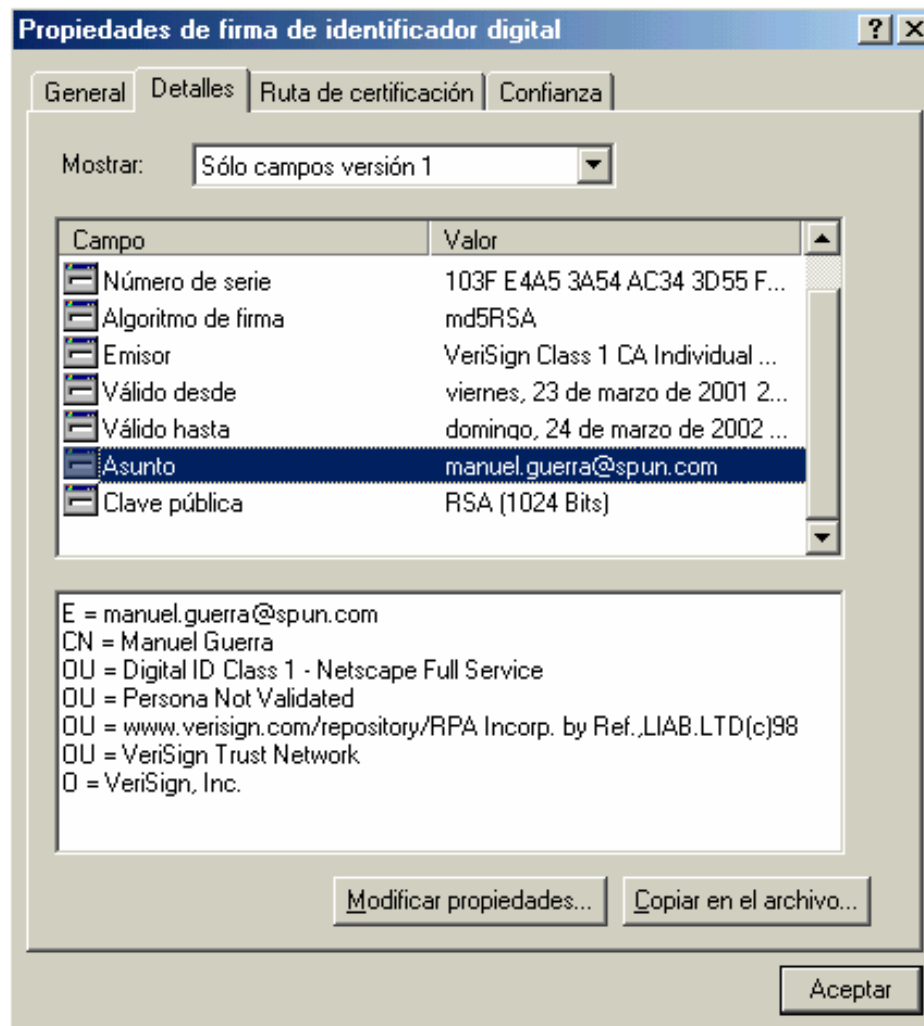 Propiedades de firma de identificador digital
General Detalles Ruta de certificación Confianza
Mostrar: Sólo campos versión 1
Campo Valor
Número de serie 103F E4A5 3A54 AC34 3D55 F...
Algoritmo de firma md5RSA
Emisor VeriSign Class 1 CA Individual ...
Válido desde viernes, 23 de marzo de 2001 2...
Válido hasta domingo, 24 de marzo de 2002 ...
Asunto manuel.guerra@spun.com
Clave pública RSA (1024 Bits)
E = manuel.guerra@spun.com
CN = Manuel Guerra
OU = Digital ID Class 1 - Netscape Full Service
OU = Persona Not Validated
OU = www.verisign.com/repository/RPA Incorp. by Ref.,LIAB.LTD(c)98
OU = VeriSign Trust Network
O = VeriSign, Inc.
Modificar propiedades... Copiar en el archivo...
Aceptar